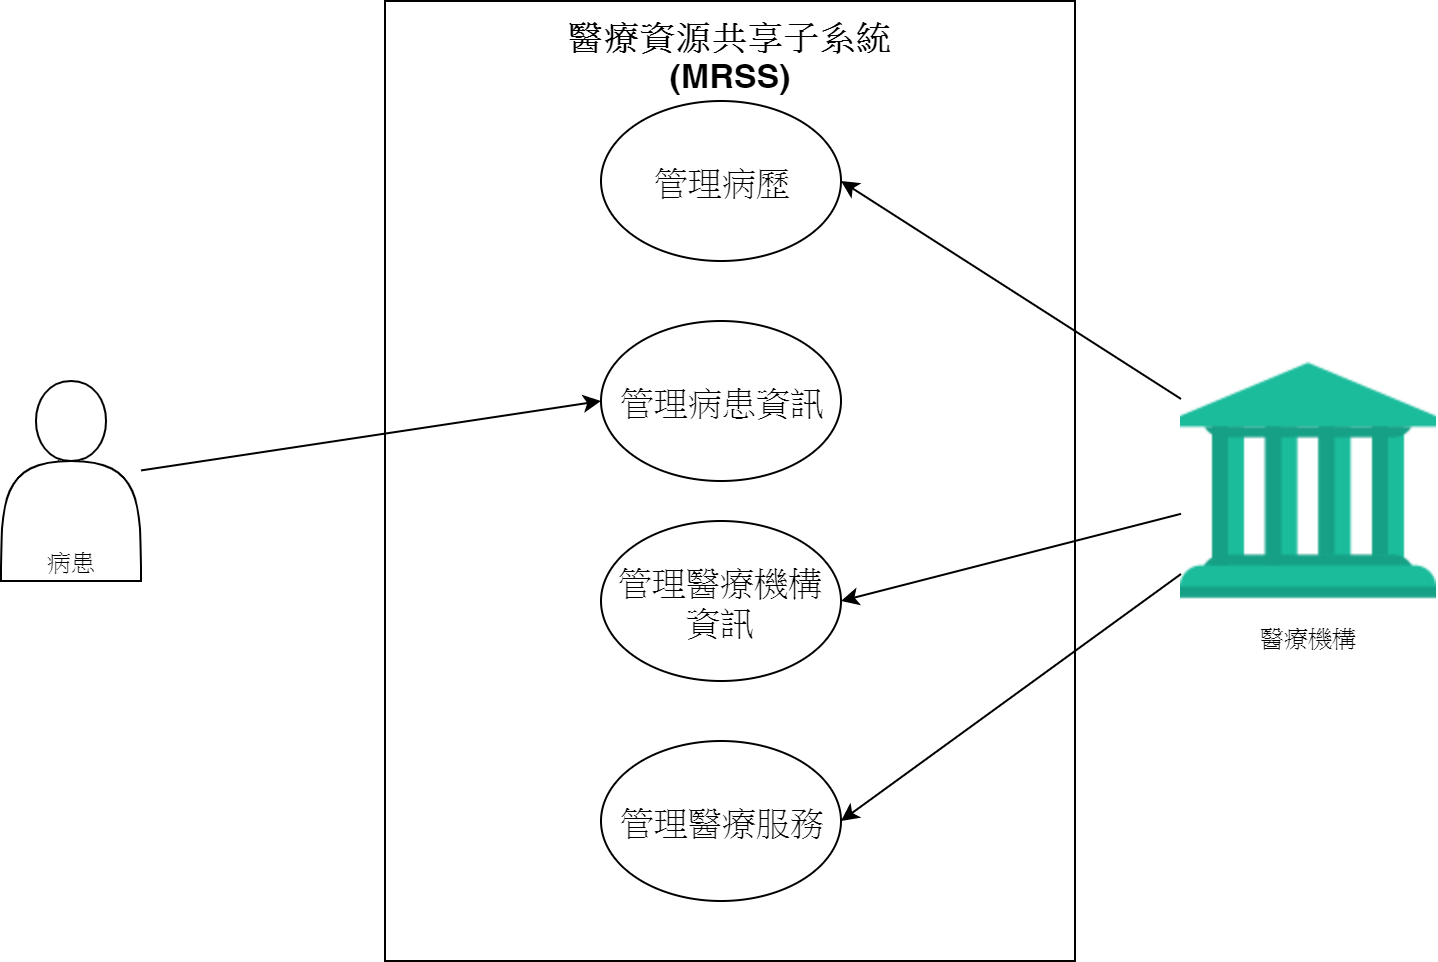 醫療資源共享子系統
(MRSS)
管理病歷
管理病患資訊
病患
管理醫療機構
資訊
醫療機構
管理醫療服務